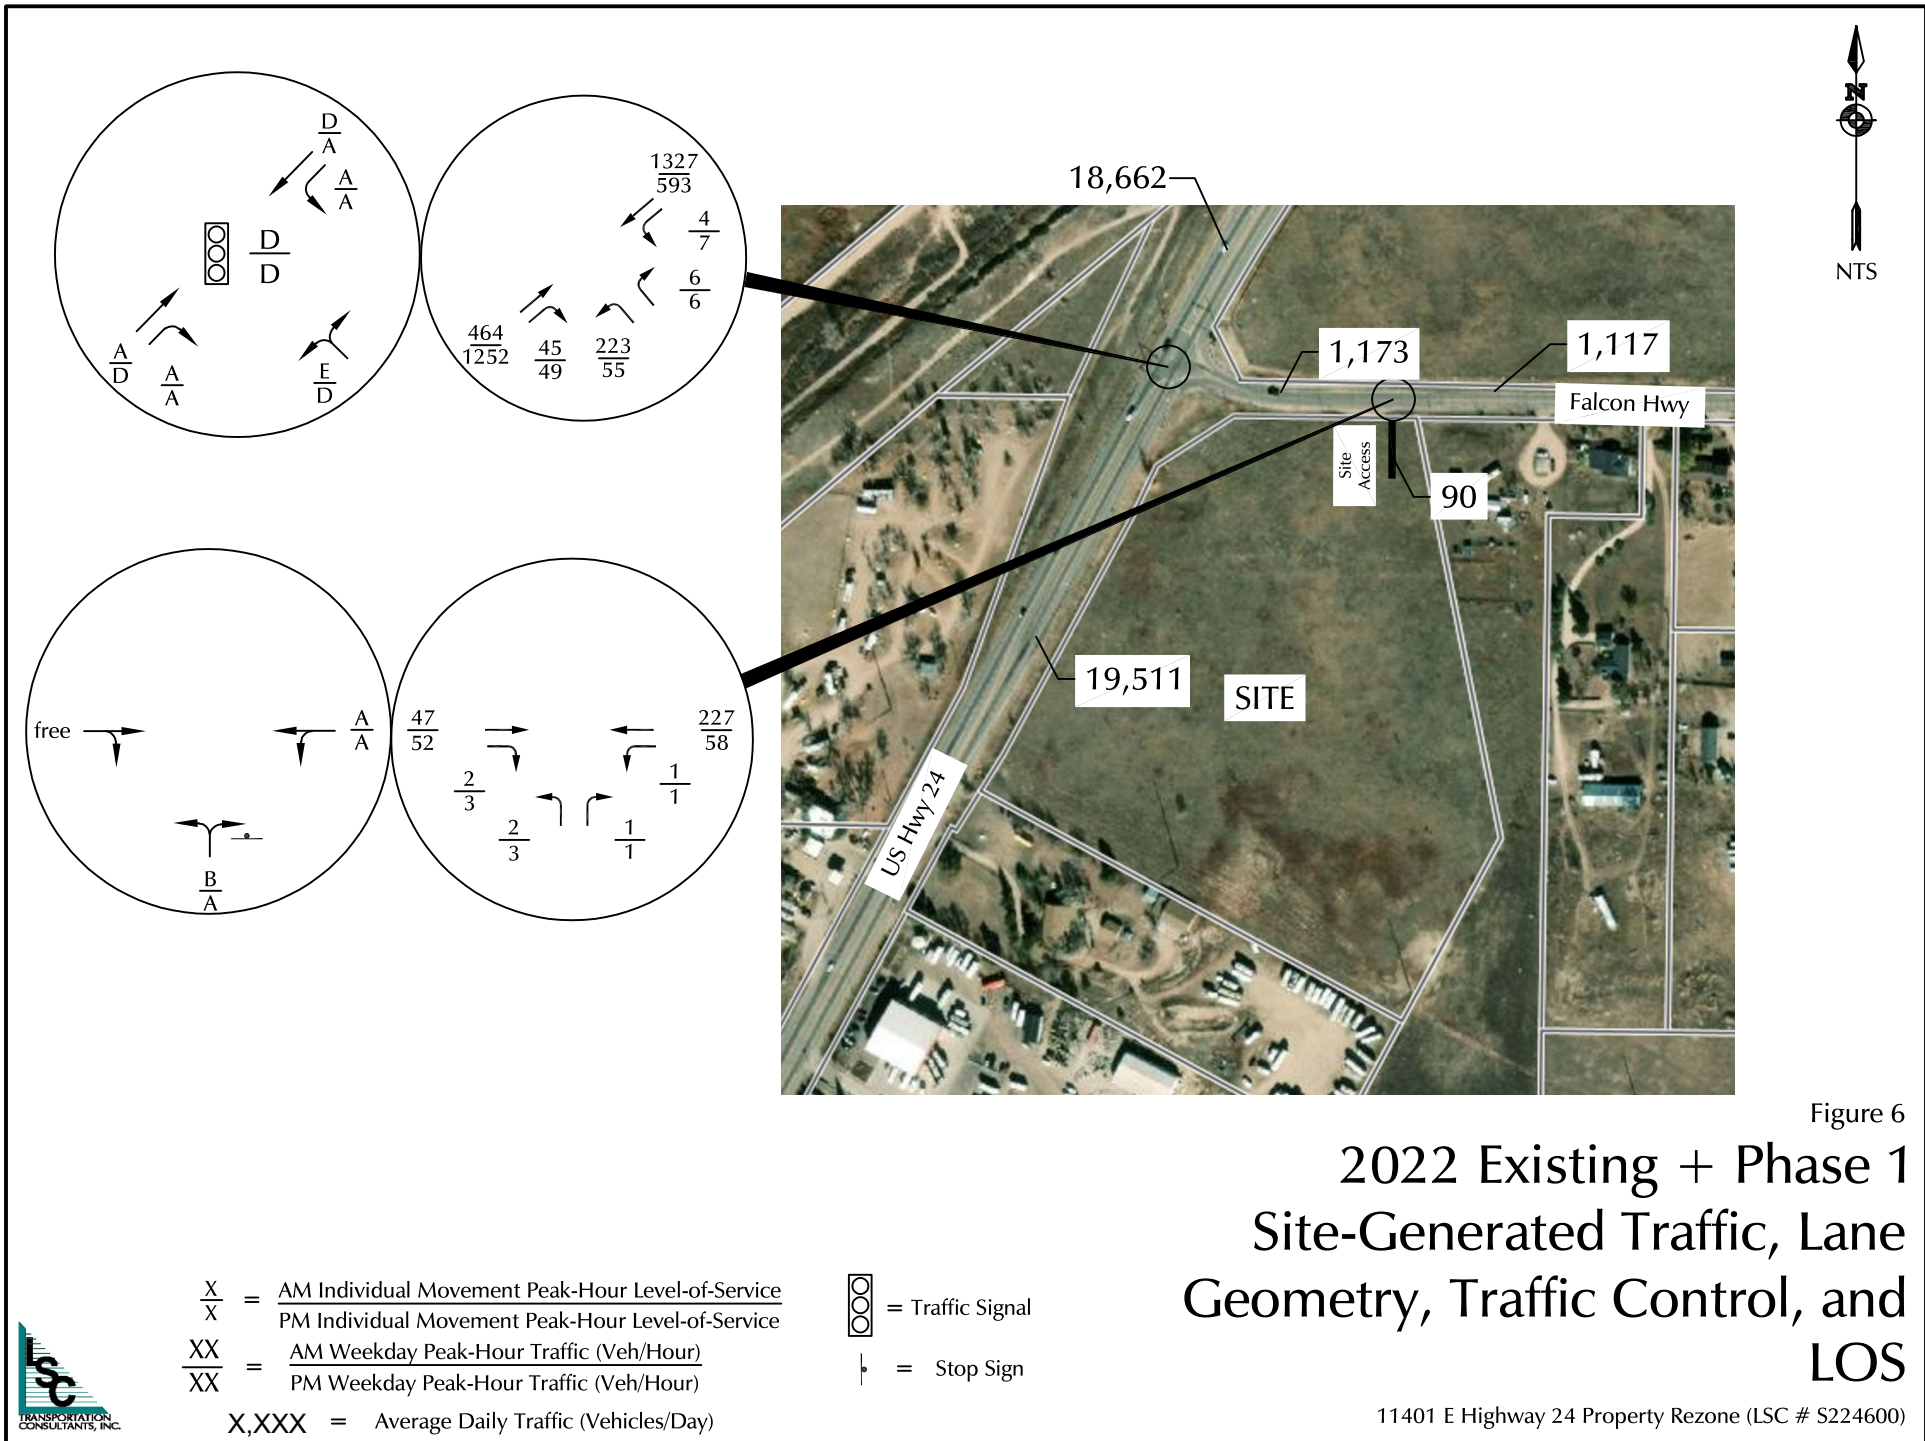 N
NTS
D
A
A
A
D
D
A
D
A
A
E
D
1327
593
4
7
6
6
464
1252
45
49
223
55
18,662
1,173
1,117
Falcon Hwy
Site
Access
90
19,511
SITE
US Hwy 24
free
A
A
B
A
47
52
227
58
2
3
1
1
2
3
1
1
Figure 6
2022 Existing + Phase 1
Site-Generated Traffic, Lane
Geometry, Traffic Control, and
LOS
11401 E Highway 24 Property Rezone (LSC # S224600)
X
X
= AM Individual Movement Peak-Hour Level-of-Service
PM Individual Movement Peak-Hour Level-of-Service
XX
XX
= AM Weekday Peak-Hour Traffic (Veh/Hour)
PM Weekday Peak-Hour Traffic (Veh/Hour)
X,XXX = Average Daily Traffic (Vehicles/Day)
= Traffic Signal
= Stop Sign
LSC
TRANSPORTATION
CONSULTANTS, INC.